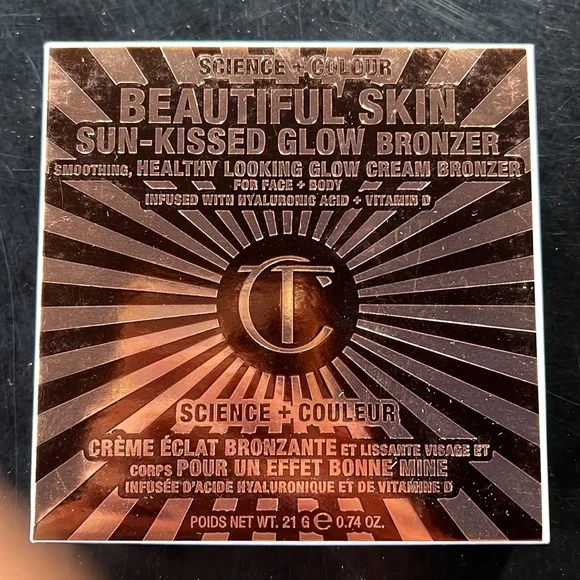 SCIENCE + COLOUR
BEAUTIFUL SKIN
SUN-KISSED GLOW BRONZER
SMOOTHING, HEALTHY LOOKING GLOW CREAM BRONZER
FOR FACE + BODY
INFUSED WITH HYALURONIC ACID + VITAMIN D
CT
SCIENCE + COULEUR
CRÈME ÉCLAT BRONZANTE ET LISSANTE VISAGE ET
CORPS POUR UN EFFET BONNE MINE
INFUSÉE D'ACIDE HYALURONIQUE ET DE VITAMINE D
POIDS NET WT. 21 G ℮ 0.74 OZ.